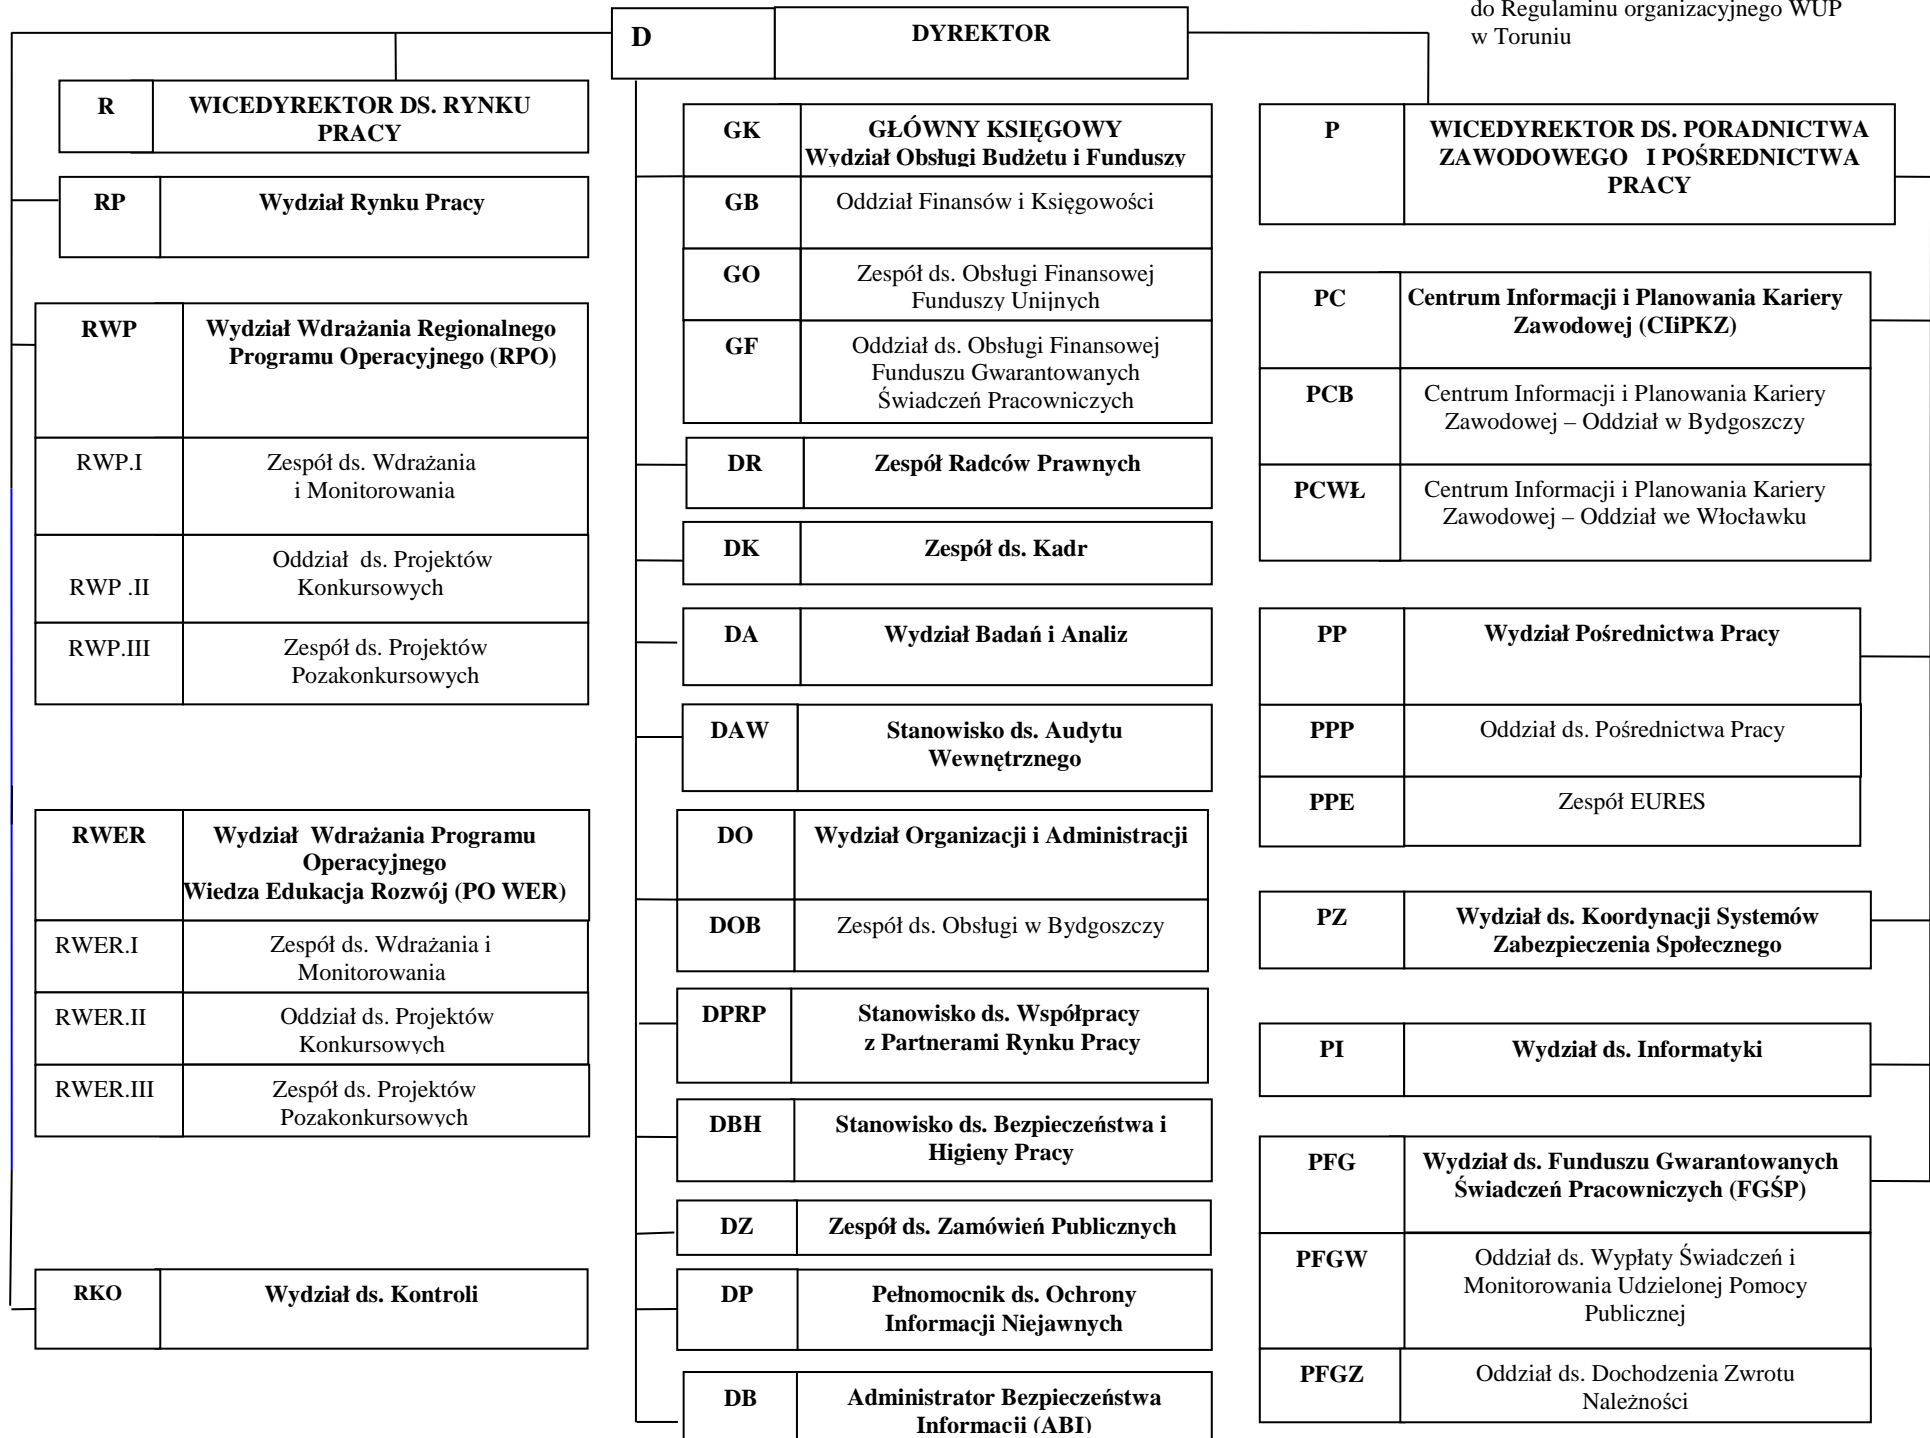 do Regulaminu organizacyjnego WUP
w Toruniu
D DYREKTOR
R WICEDYREKTOR DS. RYNKU
PRACY
RP Wydział Rynku Pracy
RWP Wydział Wdrażania Regionalnego
Programu Operacyjnego (RPO)
RWP.I Zespół ds. Wdrażania
i Monitorowania
Oddział ds. Projektów
RWP .II Konkursowych
RWP.III Zespół ds. Projektów
Pozakonkursowych
RWER Wydział Wdrażania Programu
Operacyjnego
Wiedza Edukacja Rozwój (PO WER)
RWER.I Zespół ds. Wdrażania i
Monitorowania
RWER.II Oddział ds. Projektów
Konkursowych
RWER.III Zespół ds. Projektów
Pozakonkursowych
RKO Wydział ds. Kontroli
GK GŁÓWNY KSIĘGOWY
Wydział Obsługi Budżetu i Funduszy
GB Oddział Finansów i Księgowości
GO Zespół ds. Obsługi Finansowej
Funduszy Unijnych
GF Oddział ds. Obsługi Finansowej
Funduszu Gwarantowanych
Świadczeń Pracowniczych
DR Zespół Radców Prawnych
DK Zespół ds. Kadr
DA Wydział Badań i Analiz
DAW Stanowisko ds. Audytu
Wewnętrznego
DO Wydział Organizacji i Administracji
DOB Zespół ds. Obsługi w Bydgoszczy
DPRP Stanowisko ds. Współpracy
z Partnerami Rynku Pracy
DBH Stanowisko ds. Bezpieczeństwa i
Higieny Pracy
DZ Zespół ds. Zamówień Publicznych
DP Pełnomocnik ds. Ochrony
Informacji Niejawnych
DB Administrator Bezpieczeństwa
Informacji (ABI)
P WICEDYREKTOR DS. PORADNICTWA
ZAWODOWEGO I POŚREDNICTWA
PRACY
PC Centrum Informacji i Planowania Kariery
Zawodowej (CIiPKZ)
PCB Centrum Informacji i Planowania Kariery
Zawodowej – Oddział w Bydgoszczy
PCWŁ Centrum Informacji i Planowania Kariery
Zawodowej – Oddział we Włocławku
PP Wydział Pośrednictwa Pracy
PPP Oddział ds. Pośrednictwa Pracy
PPE Zespół EURES
PZ Wydział ds. Koordynacji Systemów
Zabezpieczenia Społecznego
PI Wydział ds. Informatyki
PFG Wydział ds. Funduszu Gwarantowanych
Świadczeń Pracowniczych (FGŚP)
PFGW Oddział ds. Wypłaty Świadczeń i
Monitorowania Udzielonej Pomocy
Publicznej
PFGZ Oddział ds. Dochodzenia Zwrotu
Należności